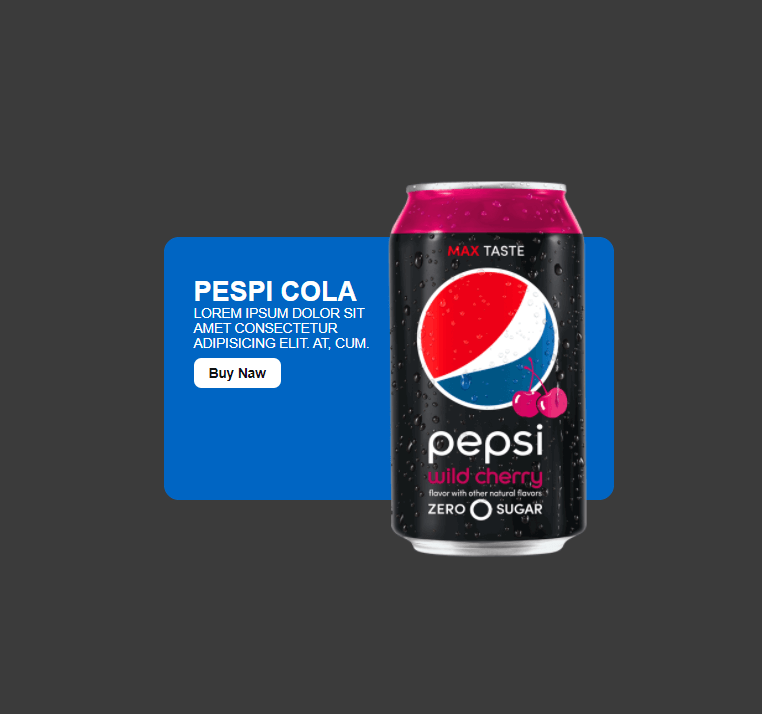 PESPI COLA
LOREM IPSUM DOLOR SIT
AMET CONSECTETUR
ADIPISICING ELIT. AT, CUM.
Buy Naw
MAX TASTE
pepsi
wild cherry
flavor with other natural flavors
ZERO SUGAR